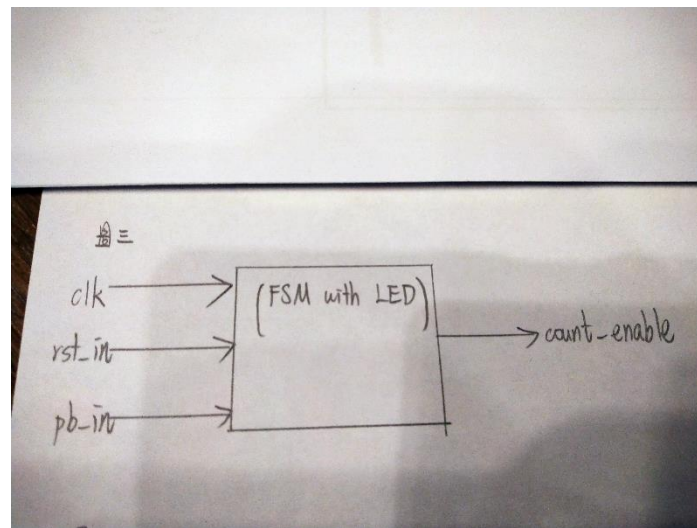 圖三
clk
(FSM with LED)
rst_in
count_enable
pb_in